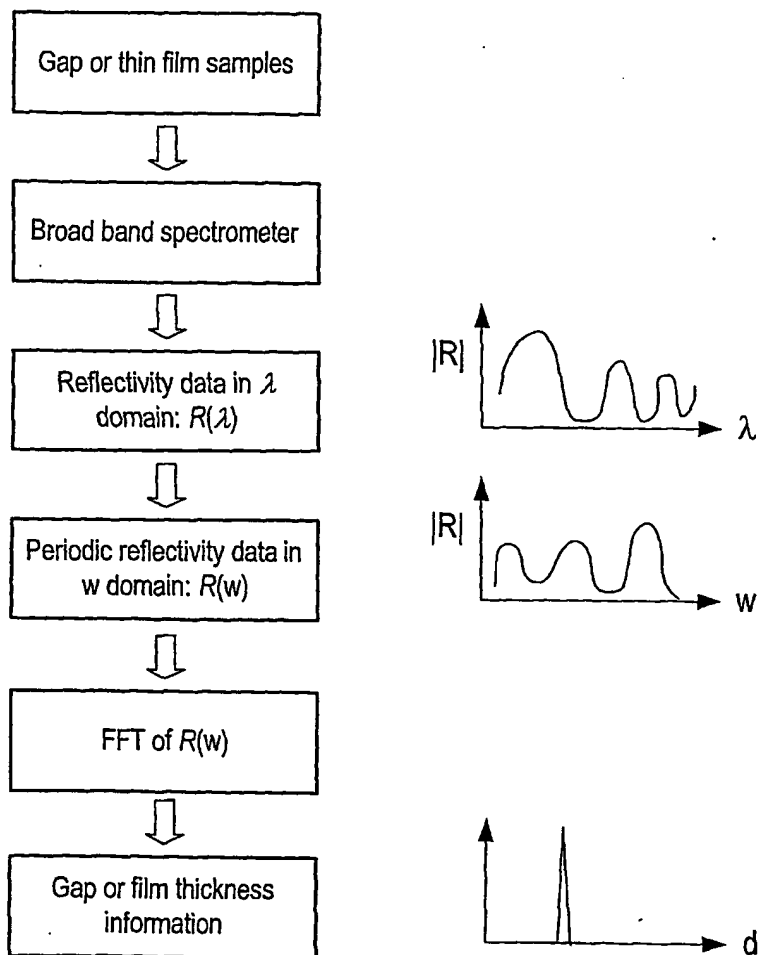 Gap or thin film samples
Broad band spectrometer
Reflectivity data in λ
domain: R(λ)
|R|
λ
Periodic reflectivity data in
w domain: R(w)
|R|
w
FFT of R(w)
Gap or film thickness
information
d